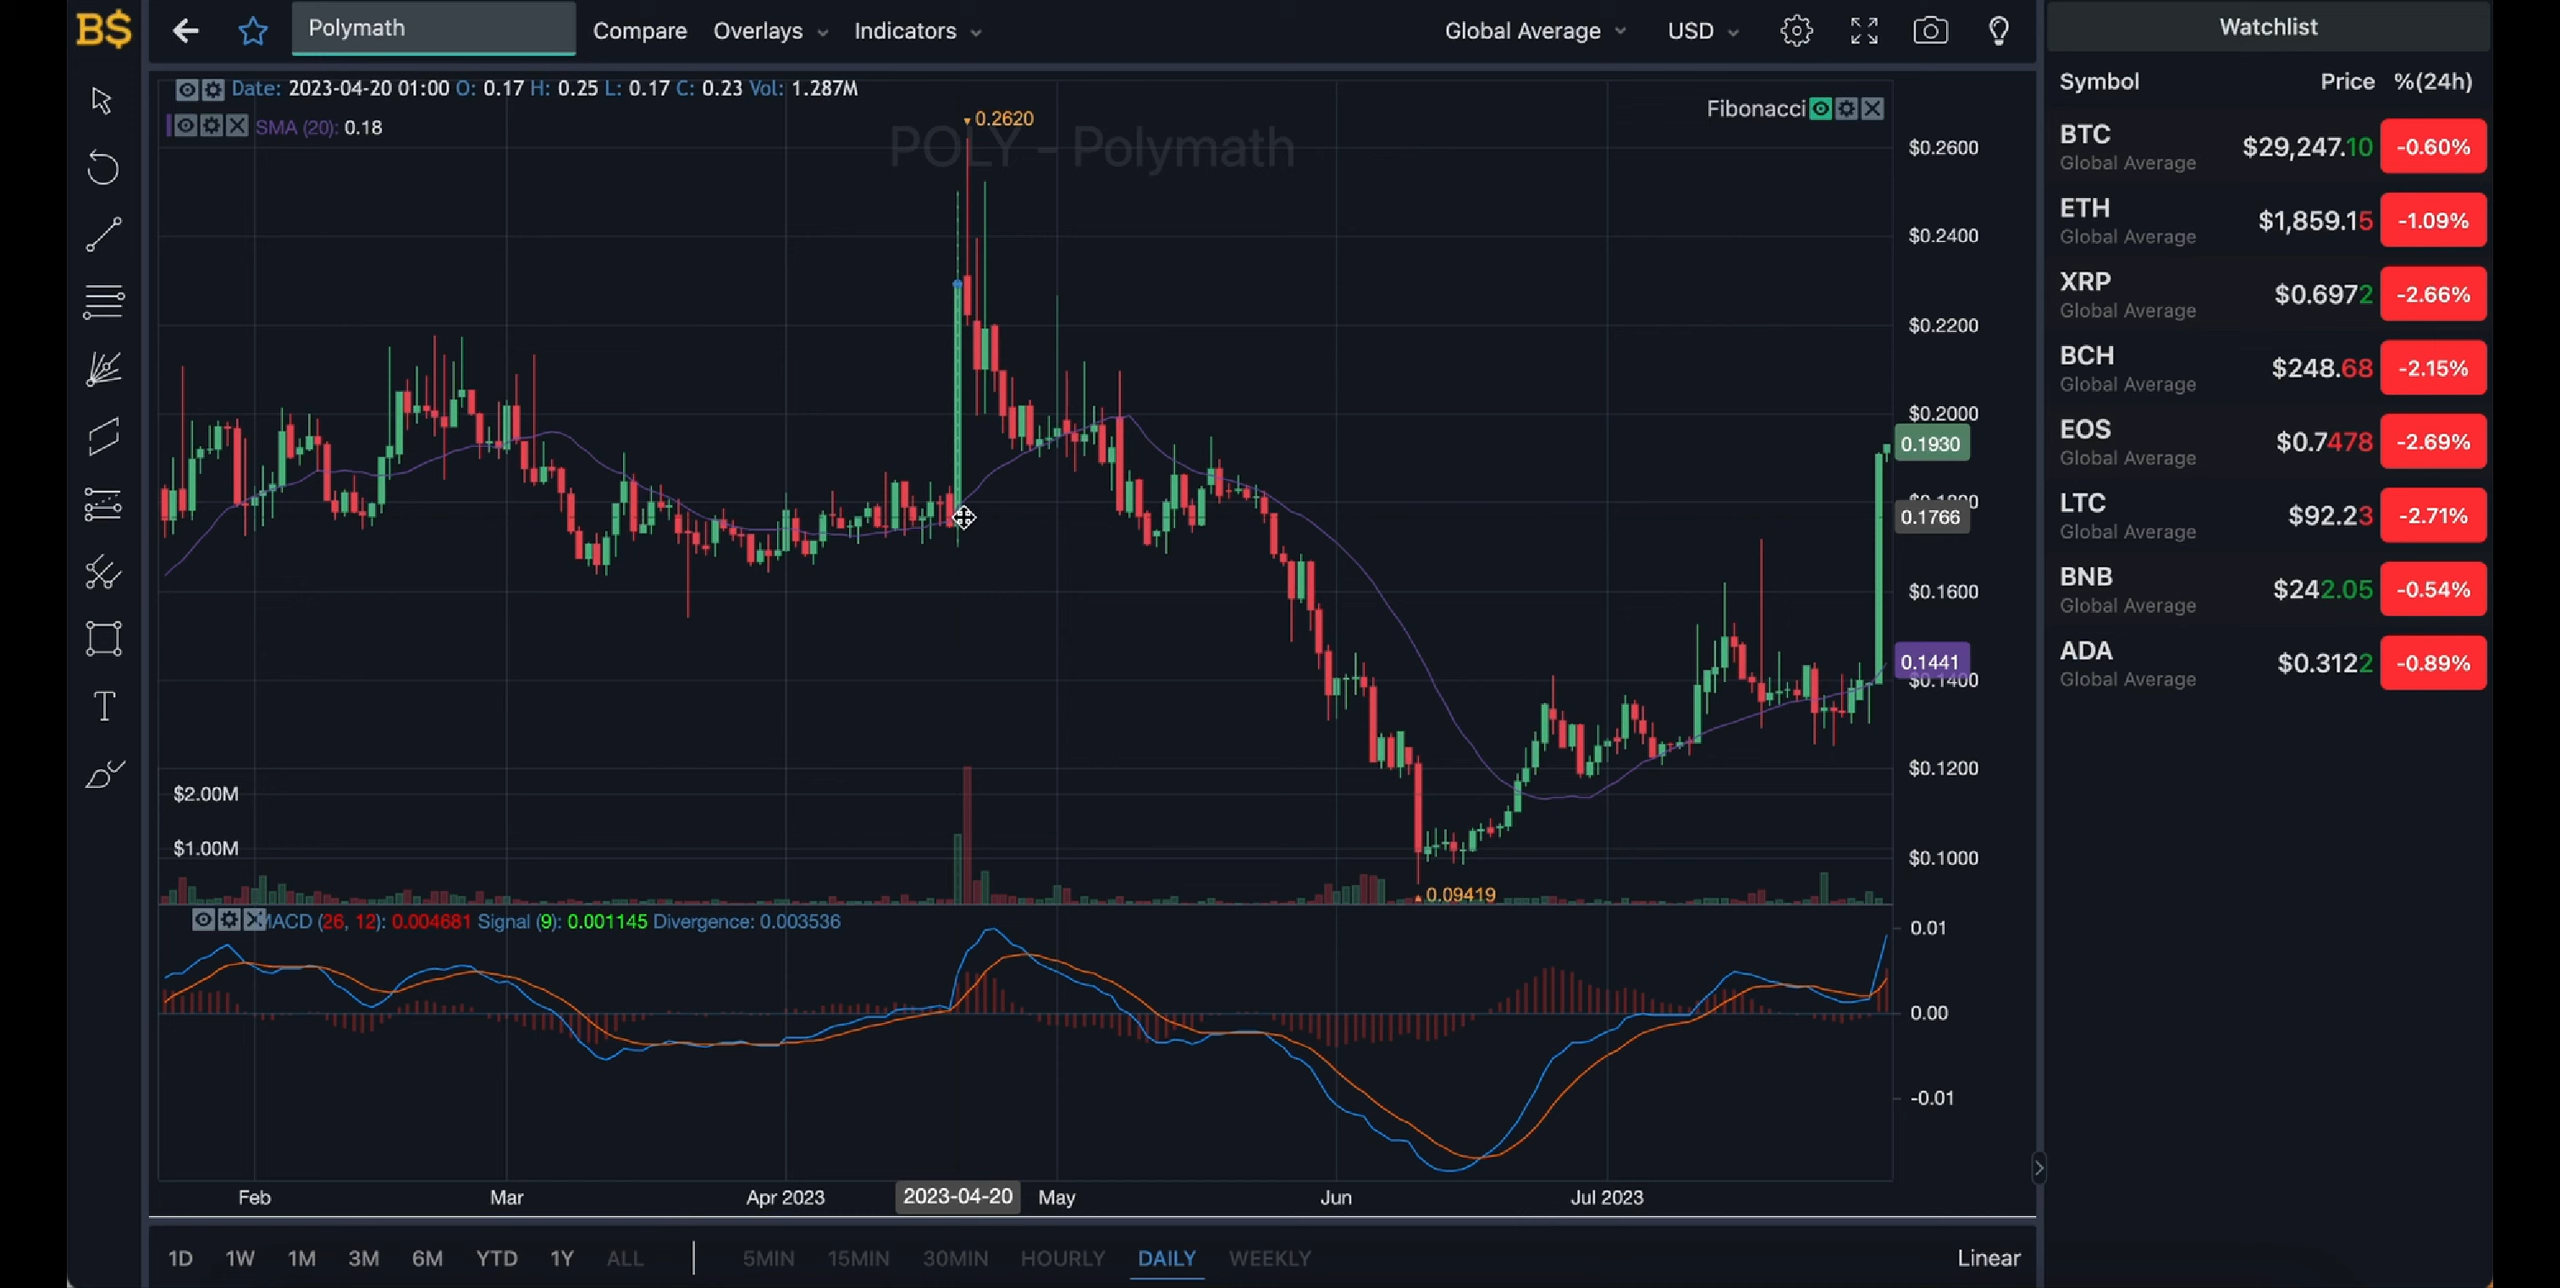 B$
Polymath
Compare
Overlays
Indicators
Global Average
USD
Watchlist
Date: 2023-04-20 01:00 O: 0.17 H: 0.25 L: 0.17 C: 0.23 Vol: 1.287M
SMA (20): 0.18
Fibonacci
POLY - Polymath
0.2620
$0.2600
$0.2400
$0.2200
$0.2000
0.1930
0.1766
$0.1600
0.1441
$0.1400
$0.1200
$0.1000
$2.00M
$1.00M
0.09419
MACD (26, 12): 0.004681 Signal (9): 0.001145 Divergence: 0.003536
0.01
0.00
-0.01
Feb
Mar
Apr 2023
2023-04-20
May
Jun
Jul 2023
1D 1W 1M 3M 6M YTD 1Y ALL
5MIN 15MIN 30MIN HOURLY DAILY WEEKLY
Linear
Symbol Price %(24h)
BTC $29,247.10 -0.60%
Global Average
ETH $1,859.15 -1.09%
Global Average
XRP $0.6972 -2.66%
Global Average
BCH $248.68 -2.15%
Global Average
EOS $0.7478 -2.69%
Global Average
LTC $92.23 -2.71%
Global Average
BNB $242.05 -0.54%
Global Average
ADA $0.3122 -0.89%
Global Average